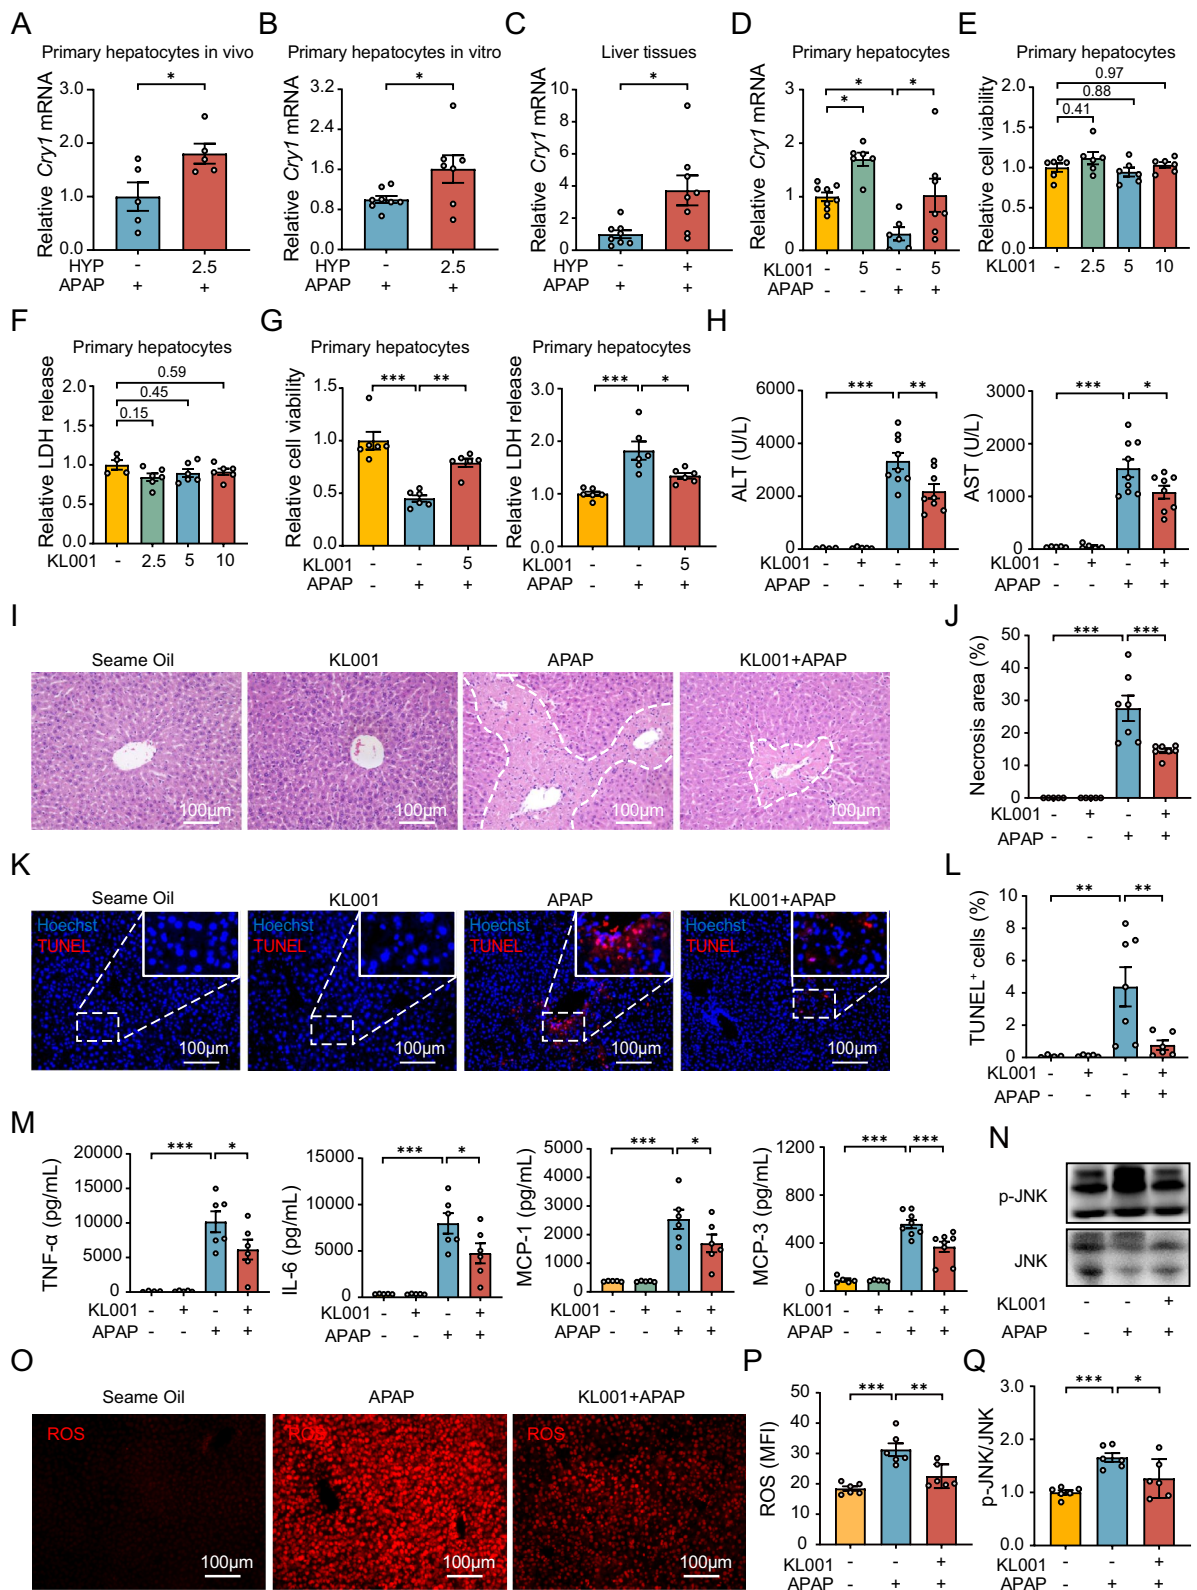 A
Primary hepatocytes in vivo
Relative Cry1 mRNA
3.0
2.0
1.0
0.0
*
HYP - 2.5
APAP + +
B
Primary hepatocytes in vitro
Relative Cry1 mRNA
3.2
2.4
1.6
0.8
0.0
*
HYP - 2.5
APAP + +
C
Liver tissues
Relative Cry1 mRNA
10
8
6
4
2
0
*
HYP - +
APAP + +
D
Primary hepatocytes
Relative Cry1 mRNA
4
3
2
1
0
* *
*
KL001 - 5 - 5
APAP - - + +
E
Primary hepatocytes
Relative cell viability
2.0
1.5
1.0
0.5
0.0
0.97
0.88
0.41
KL001 - 2.5 5 10
F
Primary hepatocytes
Relative LDH release
2.0
1.5
1.0
0.5
0.0
0.59
0.45
0.15
KL001 - 2.5 5 10
G
Primary hepatocytes
Relative cell viability
1.5
1.0
0.5
0.0
*** **
KL001 - - 5
APAP - + +
Primary hepatocytes
Relative LDH release
3.0
2.0
1.0
0.0
*** *
KL001 - - 5
APAP - + +
H
ALT (U/L)
6000
4000
2000
0
*** **
KL001 - + - +
APAP - - + +
AST (U/L)
3000
2000
1000
0
*** *
KL001 - + - +
APAP - - + +
I
Seame Oil
KL001
APAP
KL001+APAP
100μm
100μm
100μm
100μm
J
Necrosis area (%)
50
40
30
20
10
0
*** ***
KL001 - + - +
APAP - - + +
K
Seame Oil
KL001
APAP
KL001+APAP
Hoechst
TUNEL
100μm
Hoechst
TUNEL
100μm
Hoechst
TUNEL
100μm
Hoechst
TUNEL
100μm
L
TUNEL+ cells (%)
10
8
6
4
2
0
** **
KL001 - + - +
APAP - - + +
M
TNF-α (pg/mL)
20000
15000
10000
5000
0
*** *
KL001 - + - +
APAP - - + +
IL-6 (pg/mL)
15000
10000
5000
0
*** *
KL001 - + - +
APAP - - + +
MCP-1 (pg/mL)
5000
4000
3000
2000
1000
0
*** *
KL001 - + - +
APAP - - + +
MCP-3 (pg/mL)
1200
800
400
0
*** ***
KL001 - + - +
APAP - - + +
N
p-JNK
JNK
KL001 - - +
APAP - + +
O
Seame Oil
APAP
KL001+APAP
ROS
100μm
ROS
100μm
ROS
100μm
P
ROS (MFI)
50
40
30
20
10
0
*** **
KL001 - - +
APAP - + +
Q
p-JNK/JNK
3.0
2.0
1.0
0.0
*** *
KL001 - - +
APAP - + +